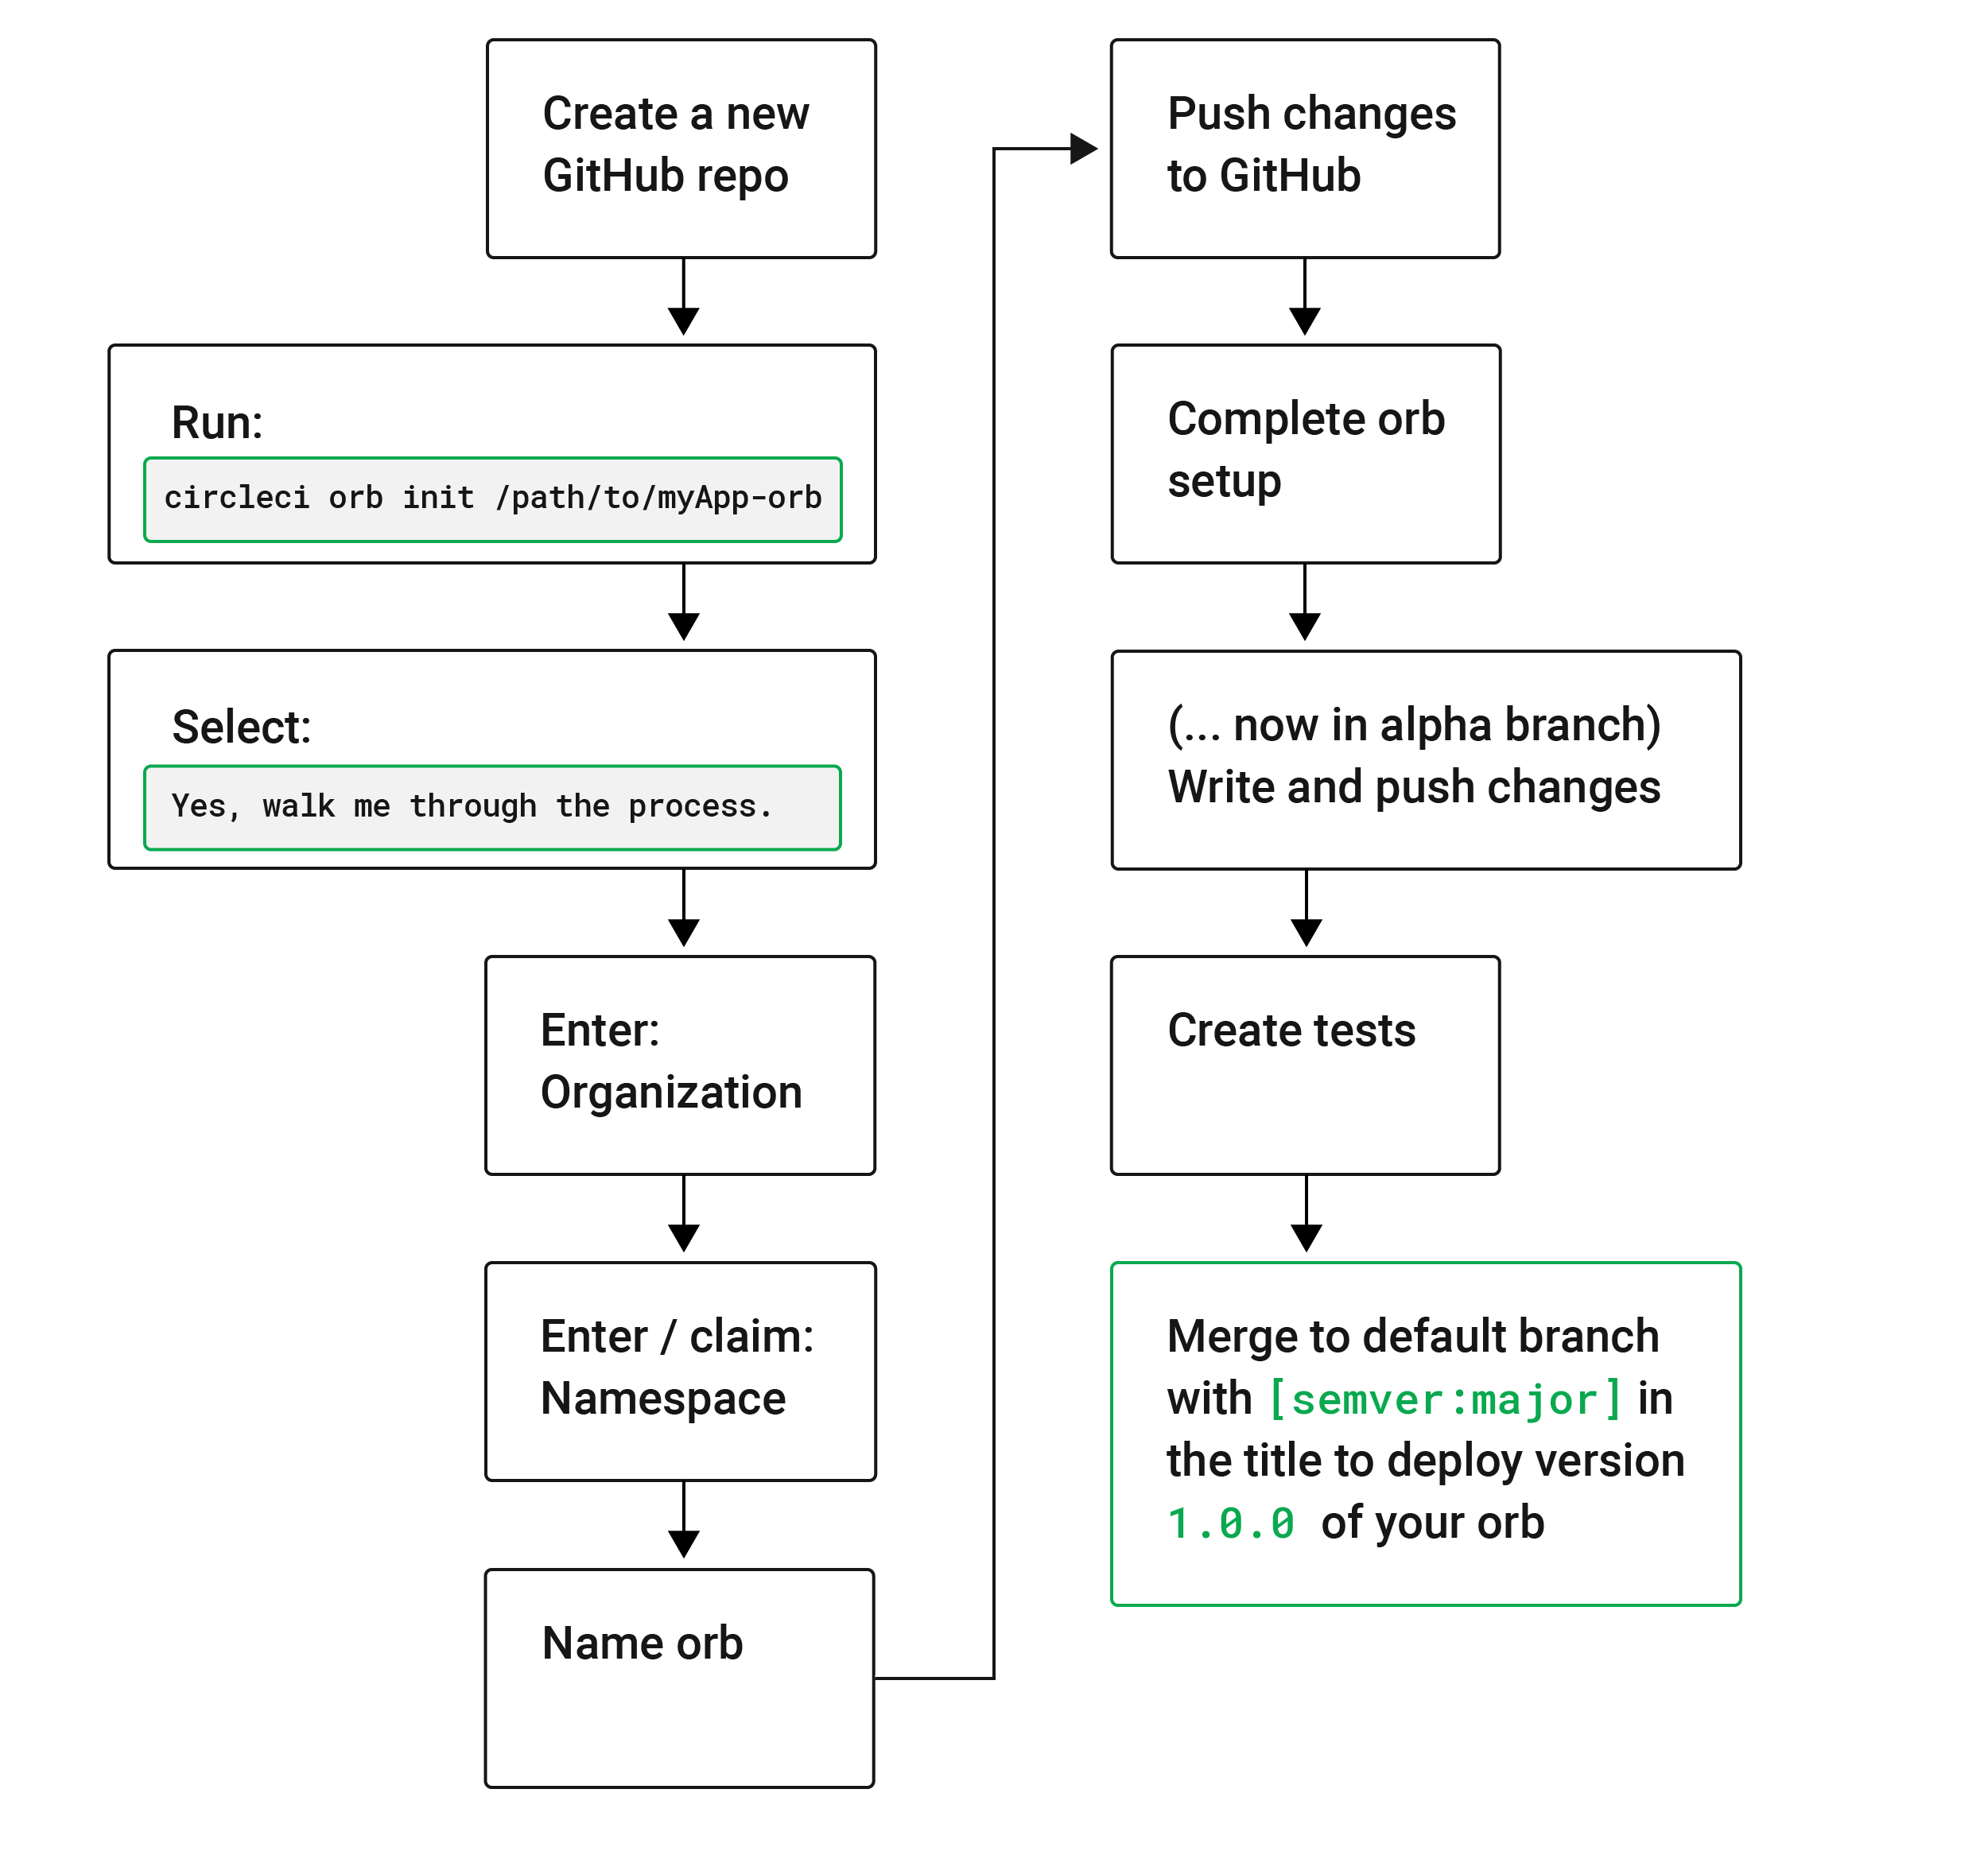 Create a new
GitHub repo
Run:
circleci orb init /path/to/myApp-orb
Select:
Yes, walk me through the process.
Enter:
Organization
Enter / claim:
Namespace
Name orb
Push changes
to GitHub
Complete orb
setup
(... now in alpha branch)
Write and push changes
Create tests
Merge to default branch
with [semver:major] in
the title to deploy version
1.0.0 of your orb